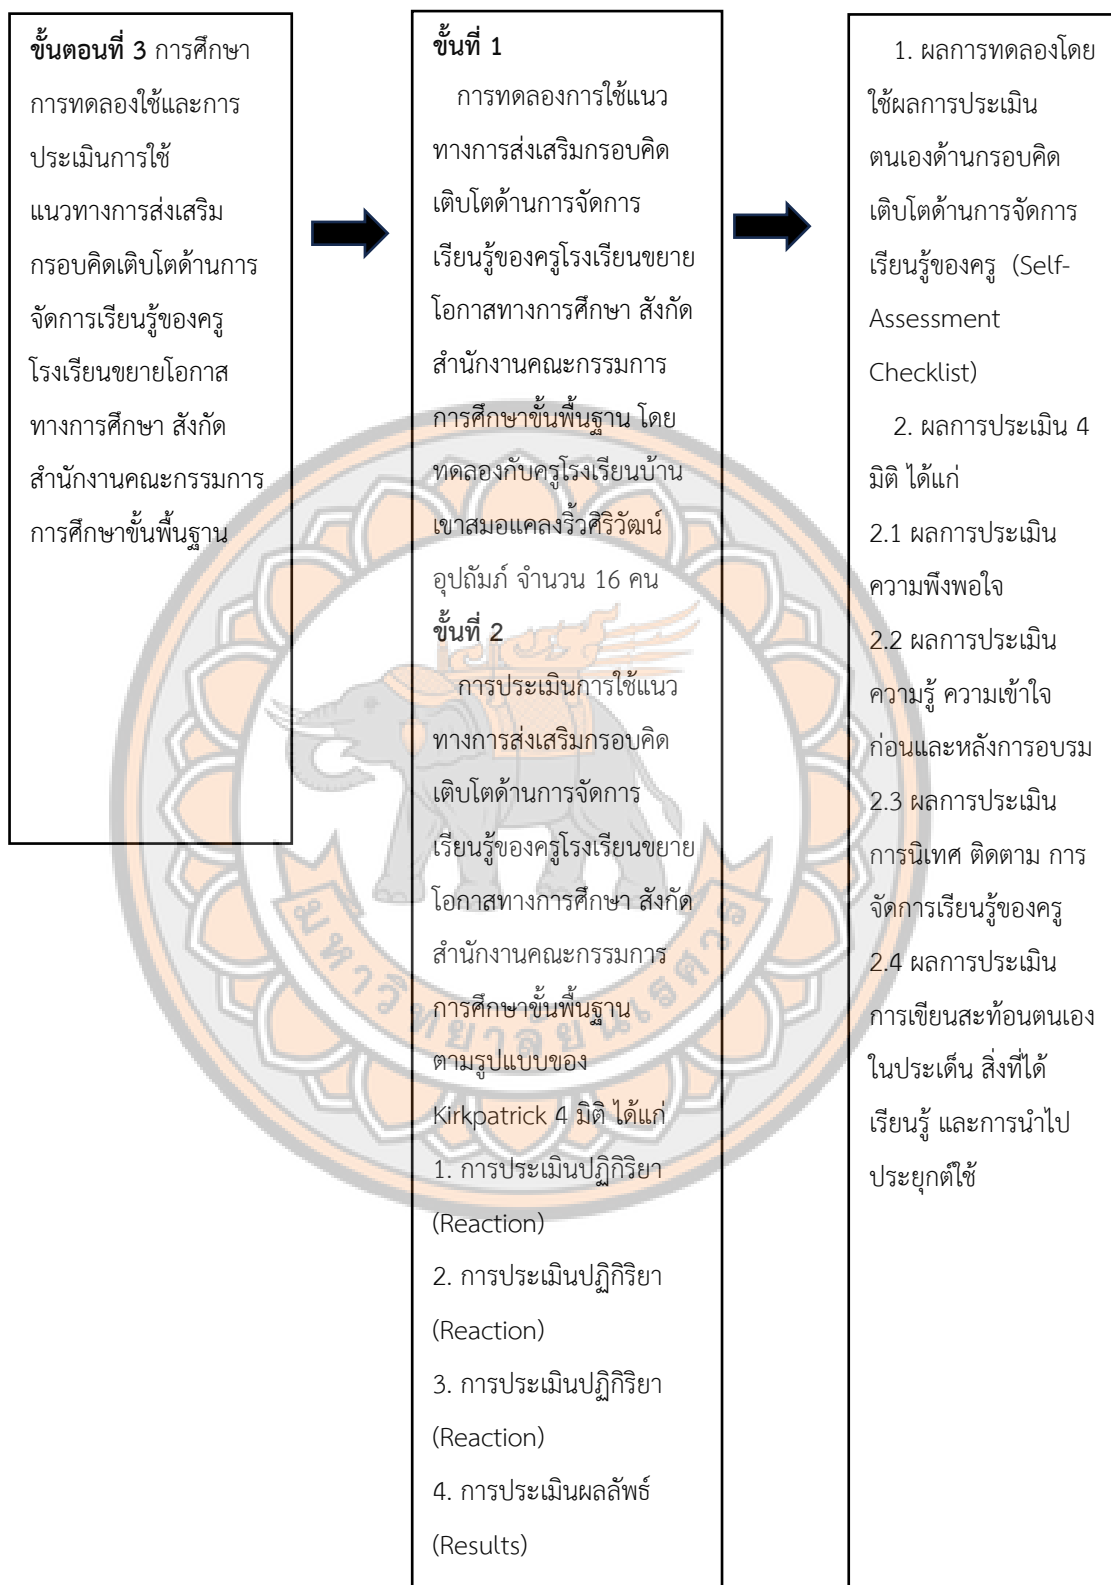 ขั้นตอนที่ 3 การศึกษา
การทดลองใช้และการ
ประเมินการใช้
แนวทางการส่งเสริม
กรอบคิดเติบโตด้านการ
จัดการเรียนรู้ของครู
โรงเรียนขยายโอกาส
ทางการศึกษา สังกัด
สำนักงานคณะกรรมการ
การศึกษาขั้นพื้นฐาน
ขั้นที่ 1
การทดลองการใช้แนว
ทางการส่งเสริมกรอบคิด
เติบโตด้านการจัดการ
เรียนรู้ของครูโรงเรียนขยาย
โอกาสทางการศึกษา สังกัด
สำนักงานคณะกรรมการ
การศึกษาขั้นพื้นฐาน โดย
ทดลองกับครูโรงเรียนบ้าน
เขาสมอแคลงริ้วศิริวัฒน์
อุปถัมภ์ จำนวน 16 คน
ขั้นที่ 2
การประเมินการใช้แนว
ทางการส่งเสริมกรอบคิด
เติบโตด้านการจัดการ
เรียนรู้ของครูโรงเรียนขยาย
โอกาสทางการศึกษา สังกัด
สำนักงานคณะกรรมการ
การศึกษาขั้นพื้นฐาน
ตามรูปแบบของ
Kirkpatrick 4 มิติ ได้แก่
1. การประเมินปฏิกิริยา
(Reaction)
2. การประเมินปฏิกิริยา
(Reaction)
3. การประเมินปฏิกิริยา
(Reaction)
4. การประเมินผลลัพธ์
(Results)
1. ผลการทดลองโดย
ใช้ผลการประเมิน
ตนเองด้านกรอบคิด
เติบโตด้านการจัดการ
เรียนรู้ของครู (Self-
Assessment
Checklist)
2. ผลการประเมิน 4
มิติ ได้แก่
2.1 ผลการประเมิน
ความพึงพอใจ
2.2 ผลการประเมิน
ความรู้ ความเข้าใจ
ก่อนและหลังการอบรม
2.3 ผลการประเมิน
การนิเทศ ติดตาม การ
จัดการเรียนรู้ของครู
2.4 ผลการประเมิน
การเขียนสะท้อนตนเอง
ในประเด็น สิ่งที่ได้
เรียนรู้ และการนำไป
ประยุกต์ใช้
มหาวิทยาลัยนเรศวร